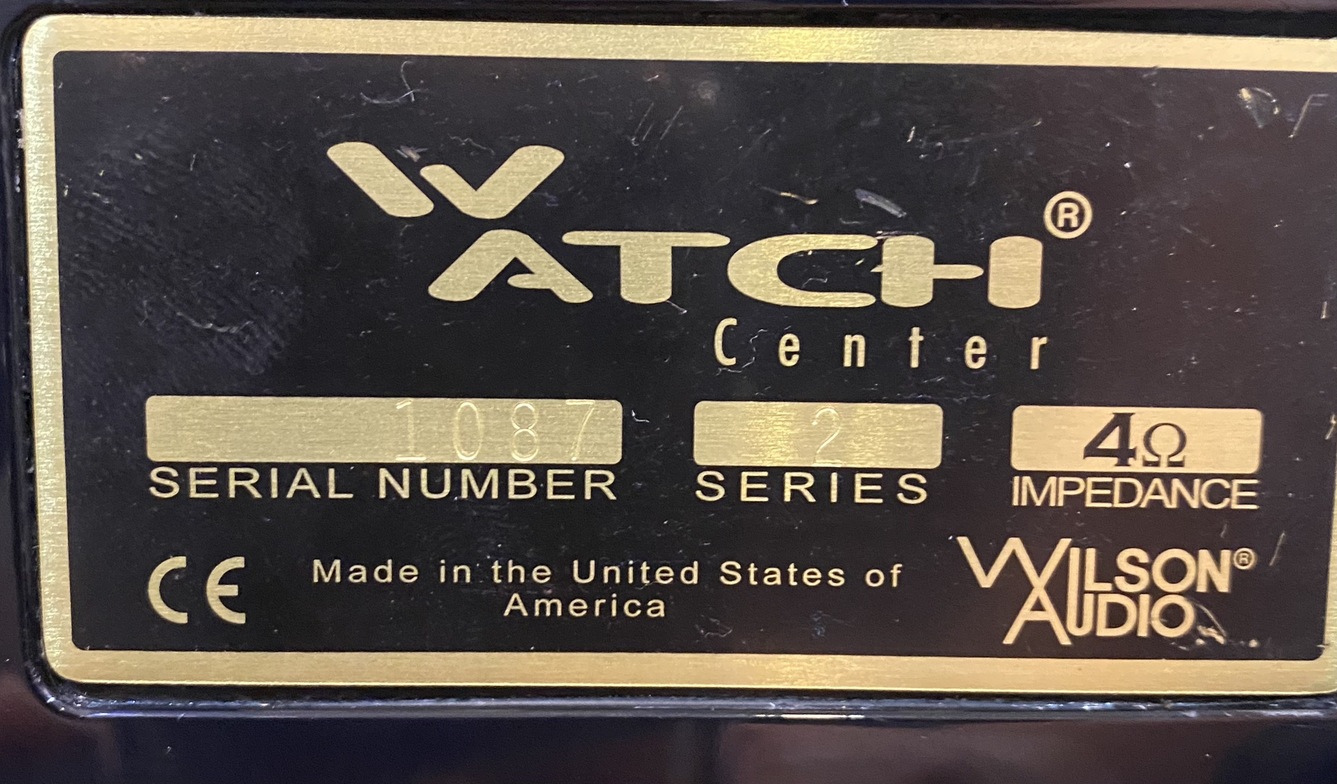 WATCH®
Center
1087 2 4Ω
SERIAL NUMBER SERIES IMPEDANCE
CE Made in the United States of America
WILSON® AUDIO